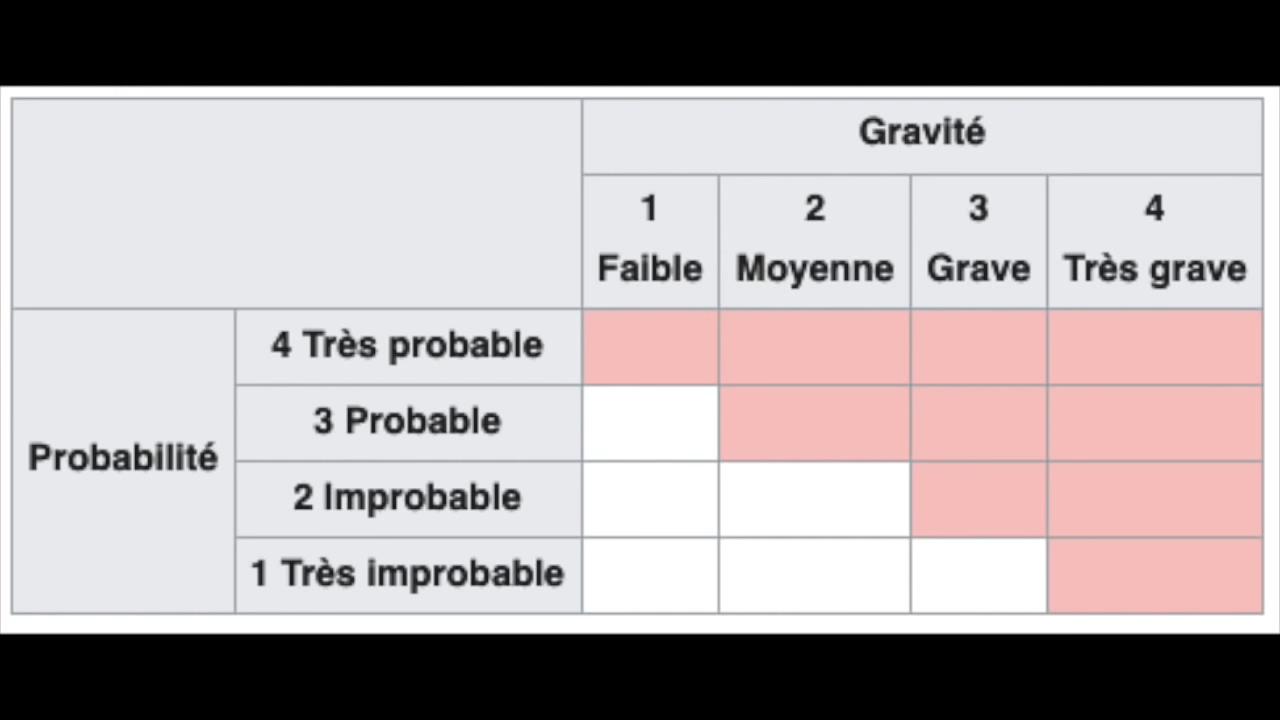 Gravité
1 2 3 4
Faible Moyenne Grave Très grave
4 Très probable
3 Probable
Probabilité
2 Improbable
1 Très improbable